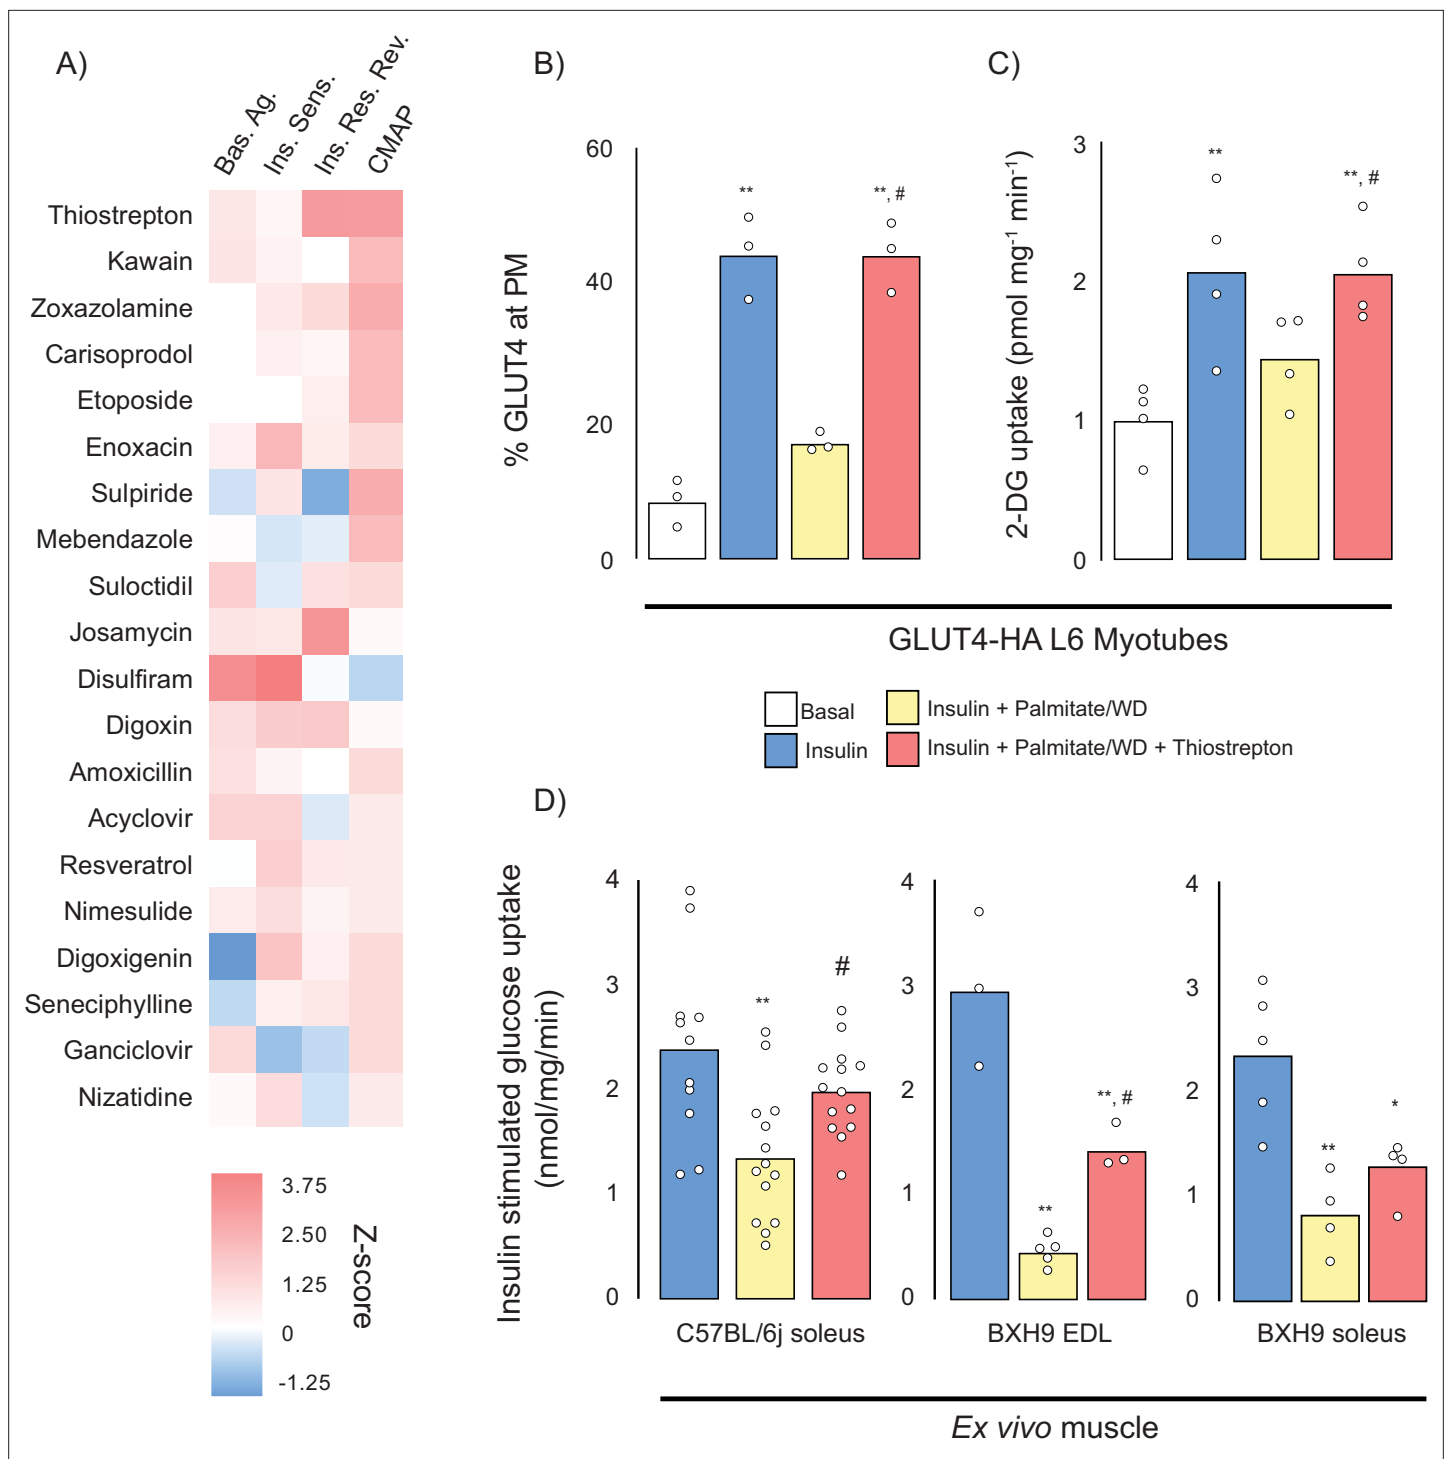 A)
Bas. Ag.
Ins. Sens.
Ins. Res. Rev.
CMAP
Thiostrepton
Kawain
Zoxazolamine
Carisoprodol
Etoposide
Enoxacin
Sulpiride
Mebendazole
Suloctidil
Josamycin
Disulfiram
Digoxin
Amoxicillin
Acyclovir
Resveratrol
Nimesulide
Digoxigenin
Seneciphylline
Ganciclovir
Nizatidine
3.75
2.50
1.25
0
-1.25
Z-score
B)
% GLUT4 at PM
60
40
20
0
**
**, #
C)
2-DG uptake (pmol mg⁻¹ min⁻¹)
3
2
1
0
**
**, #
GLUT4-HA L6 Myotubes
Basal
Insulin
Insulin + Palmitate/WD
Insulin + Palmitate/WD + Thiostrepton
D)
Insulin stimulated glucose uptake
(nmol/mg/min)
4
3
2
1
0
**
#
C57BL/6j soleus
4
3
2
1
0
**
**, #
BXH9 EDL
4
3
2
1
0
**
*
BXH9 soleus
Ex vivo muscle